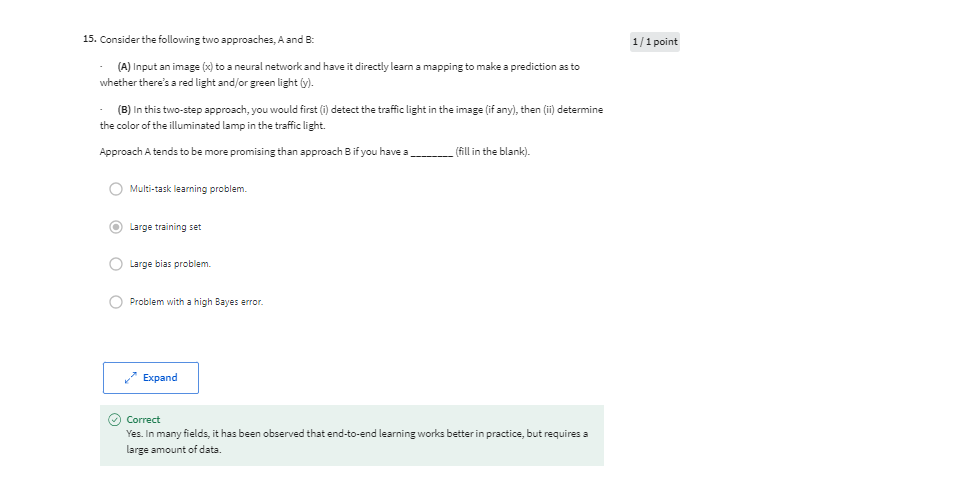 15. Consider the following two approaches, A and B: 1 / 1 point
· (A) Input an image (x) to a neural network and have it directly learn a mapping to make a prediction as to
whether there's a red light and/or green light (y).
· (B) In this two-step approach, you would first (i) detect the traffic light in the image (if any), then (ii) determine
the color of the illuminated lamp in the traffic light.
Approach A tends to be more promising than approach B if you have a ________ (fill in the blank).
Multi-task learning problem.
Large training set
Large bias problem.
Problem with a high Bayes error.
Expand
Correct
Yes. In many fields, it has been observed that end-to-end learning works better in practice, but requires a
large amount of data.